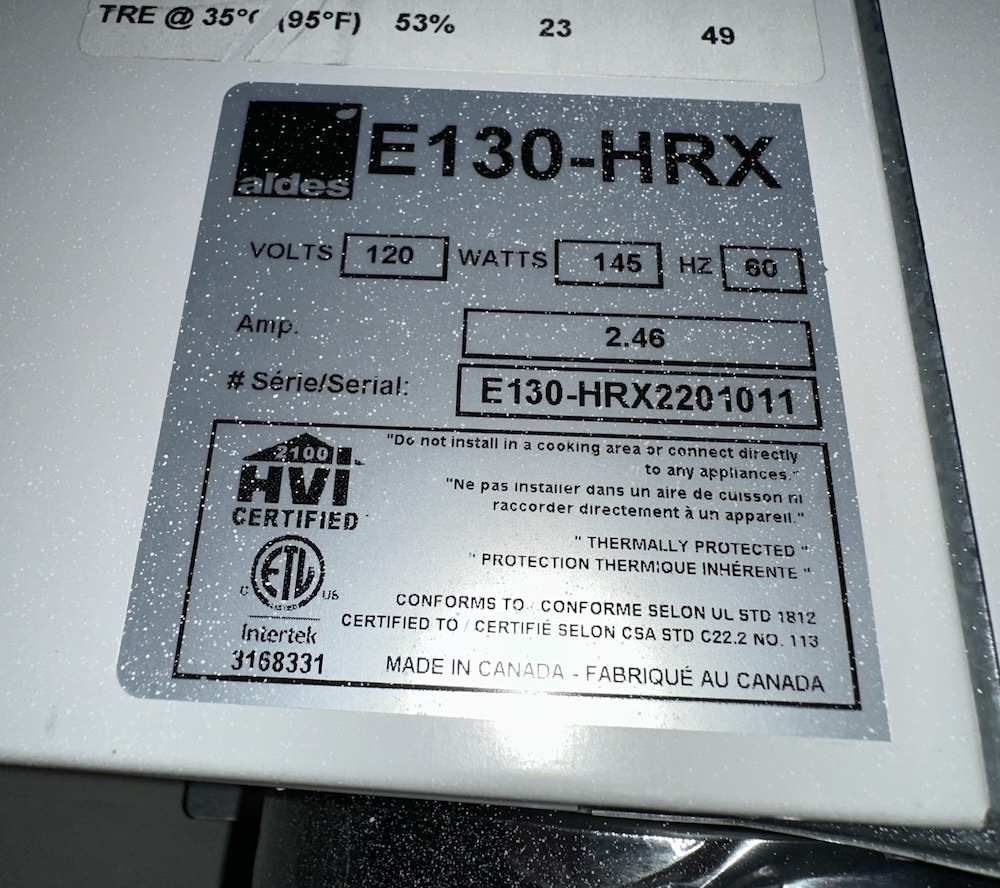 TRE @ 35° (95°F) 53% 23 49
aldes E130-HRX
VOLTS 120 WATTS 145 HZ 60
Amp. 2.46
# Série/Serial: E130-HRX2201011
2100
HVI
CERTIFIED
"Do not install in a cooking area or connect directly
to any appliances."
"Ne pas installer dans un aire de cuisson ni
raccorder directement à un appareil."
" THERMALLY PROTECTED "
" PROTECTION THERMIQUE INHÉRENTE "
C ETL US
LISTED
Intertek
3168331
CONFORMS TO / CONFORME SELON UL STD 1812
CERTIFIED TO / CERTIFIÉ SELON CSA STD C22.2 NO. 113
MADE IN CANADA - FABRIQUÉ AU CANADA